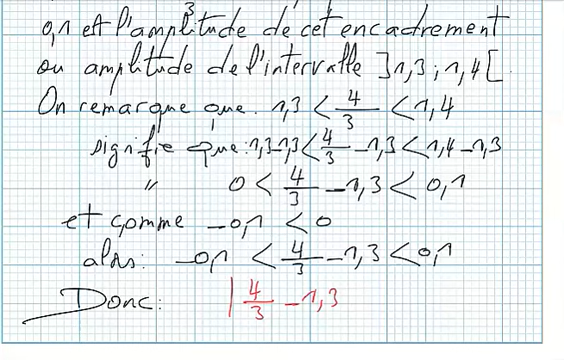 3
0,1 est l'amplitude de cet encadrement
ou amplitude de l'intervalle ]1,3 ; 1,4[.
On remarque que : 1,3 < 4/3 < 1,4
signifie que : 1,3-1,3 < 4/3 - 1,3 < 1,4 - 1,3
" 0 < 4/3 - 1,3 < 0,1
et comme -0,1 < 0
alors : -0,1 < 4/3 - 1,3 < 0,1
Donc : | 4/3 - 1,3